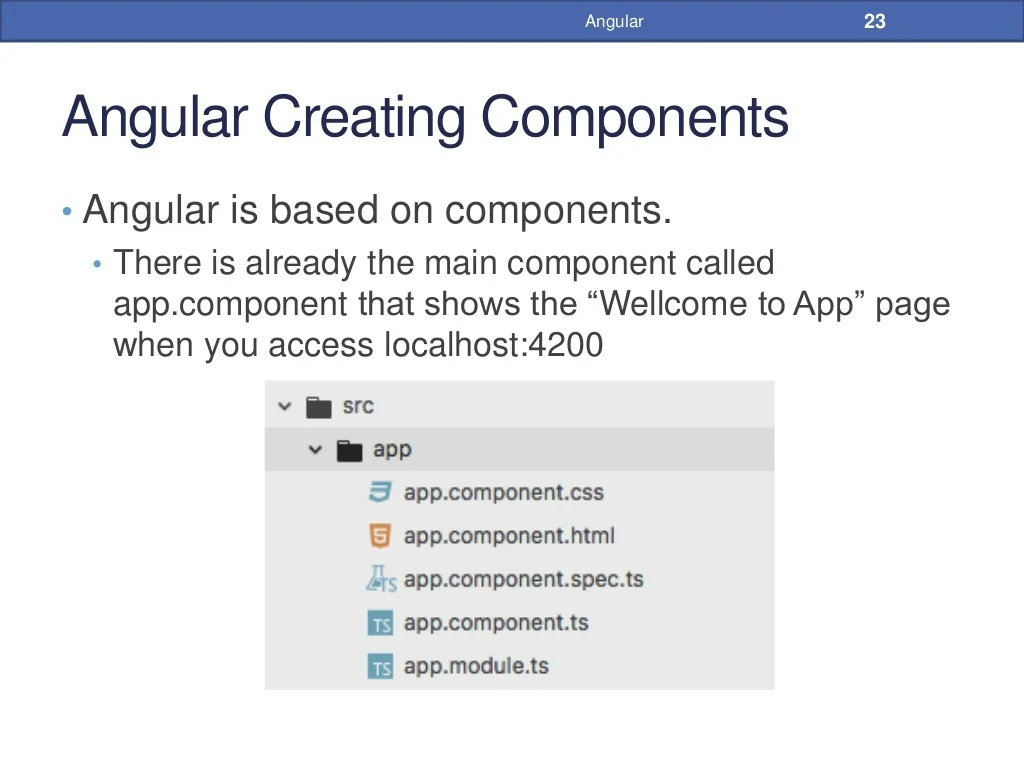 Angular 23
Angular Creating Components
• Angular is based on components.
• There is already the main component called
app.component that shows the “Wellcome to App” page
when you access localhost:4200
src
app
app.component.css
app.component.html
app.component.spec.ts
app.component.ts
app.module.ts